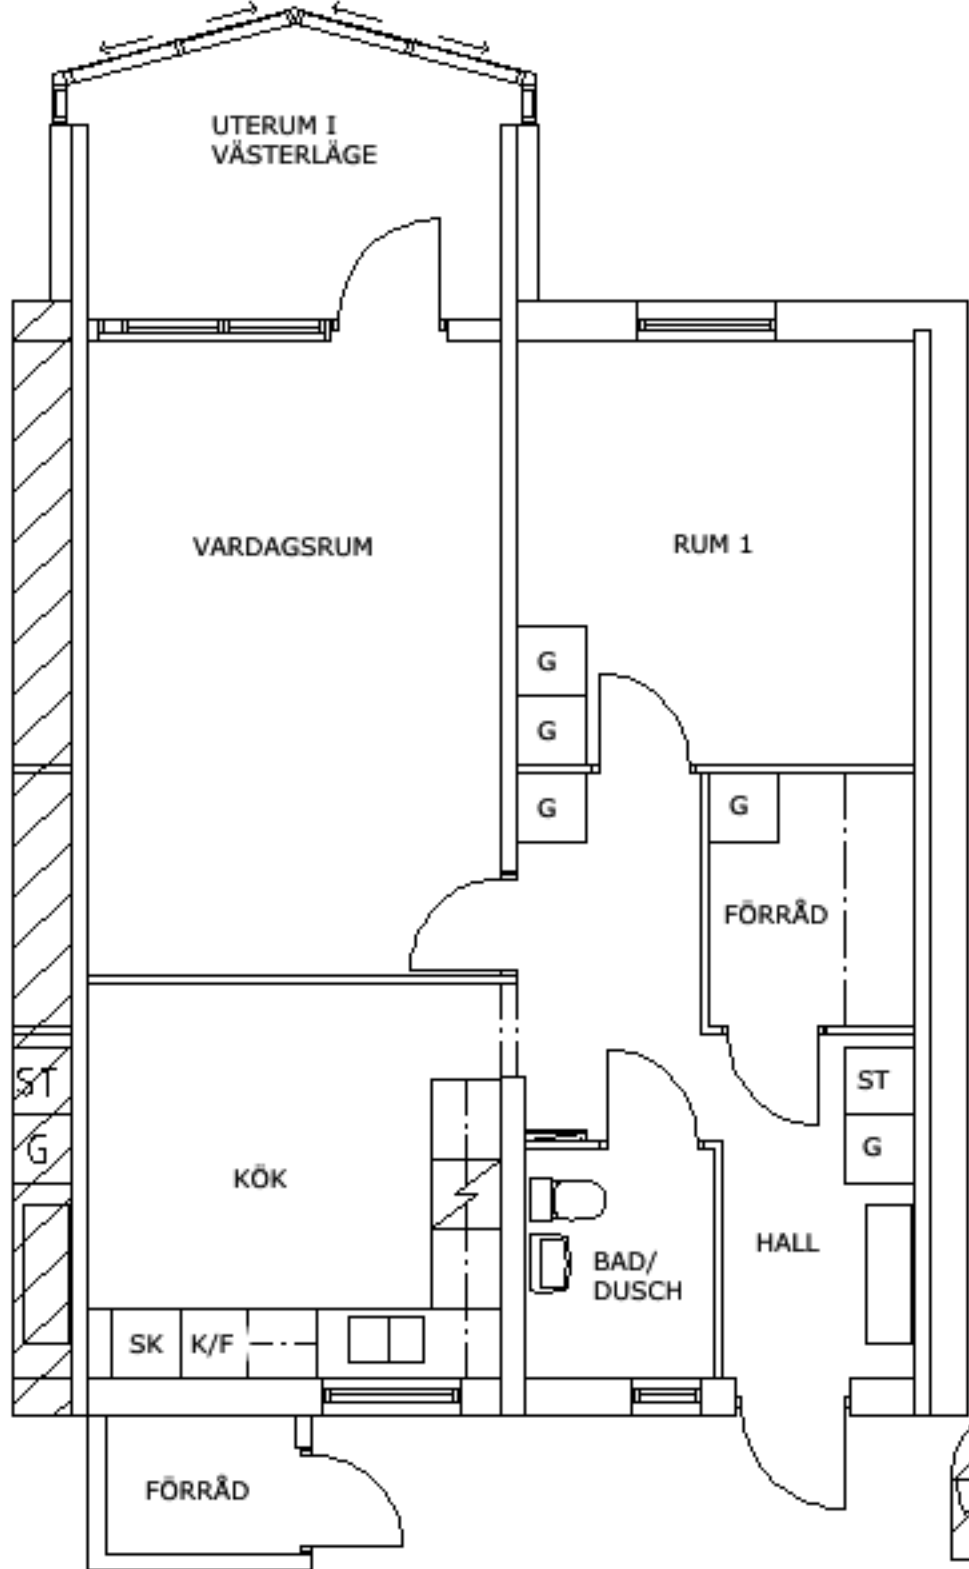 UTERUM I
VÄSTERLÄGE
VARDAGSRUM
RUM 1
G
G
G
G
FÖRRÅD
ST
G
ST
G
KÖK
HALL
BAD/
DUSCH
SK
K/F
FÖRRÅD